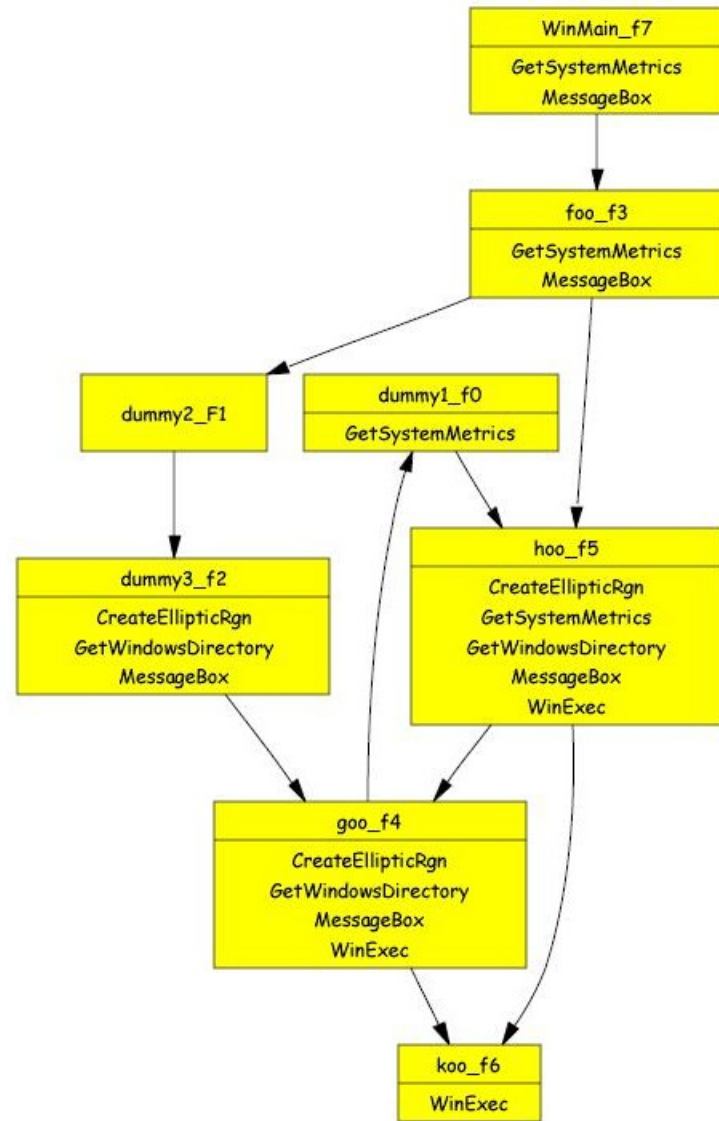 WinMain_f7
GetSystemMetrics
MessageBox
foo_f3
GetSystemMetrics
MessageBox
dummy2_F1
dummy1_f0
GetSystemMetrics
dummy3_f2
CreateEllipticRgn
GetWindowsDirectory
MessageBox
hoo_f5
CreateEllipticRgn
GetSystemMetrics
GetWindowsDirectory
MessageBox
WinExec
goo_f4
CreateEllipticRgn
GetWindowsDirectory
MessageBox
WinExec
koo_f6
WinExec